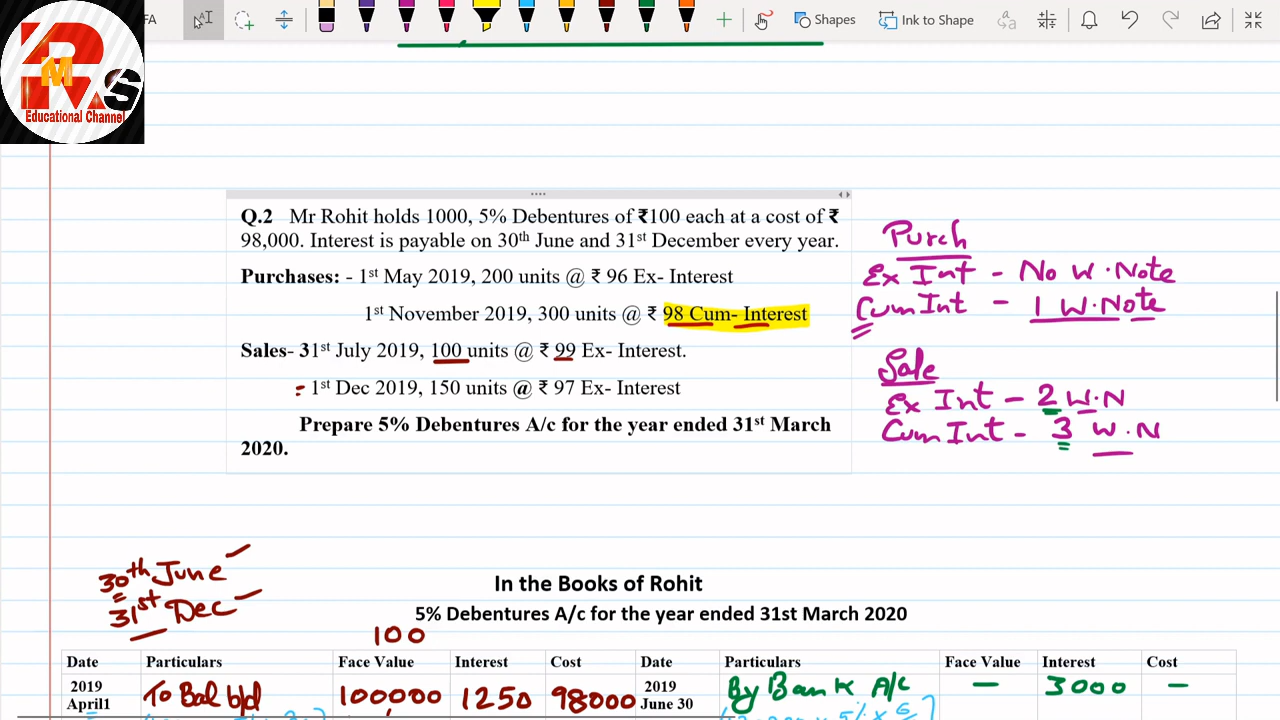 FA
Shapes
Ink to Shape
R M S
Educational Channel
Q.2 Mr Rohit holds 1000, 5% Debentures of ₹100 each at a cost of ₹
98,000. Interest is payable on 30th June and 31st December every year.
Purchases: - 1st May 2019, 200 units @ ₹ 96 Ex- Interest
1st November 2019, 300 units @ ₹ 98 Cum- Interest
Sales- 31st July 2019, 100 units @ ₹ 99 Ex- Interest.
- 1st Dec 2019, 150 units @ ₹ 97 Ex- Interest
Prepare 5% Debentures A/c for the year ended 31st March
2020.
Purch
Ex Int - No W.Note
Cum Int - 1 W.Note
Sale
Ex Int - 2 W.N
Cum Int - 3 W.N
30th June
31st Dec
In the Books of Rohit
5% Debentures A/c for the year ended 31st March 2020
100
Date Particulars Face Value Interest Cost Date Particulars Face Value Interest Cost
2019 April1 To Bal b/d 100000 1250 98000 2019 June 30 By Bank A/c - 3000 -